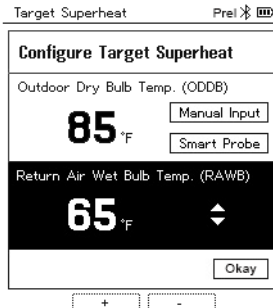 Target Superheat Prel
Configure Target Superheat
Outdoor Dry Bulb Temp. (ODDB)
85 °F
Manual Input
Smart Probe
Return Air Wet Bulb Temp. (RAWB)
65 °F
Okay
+ -